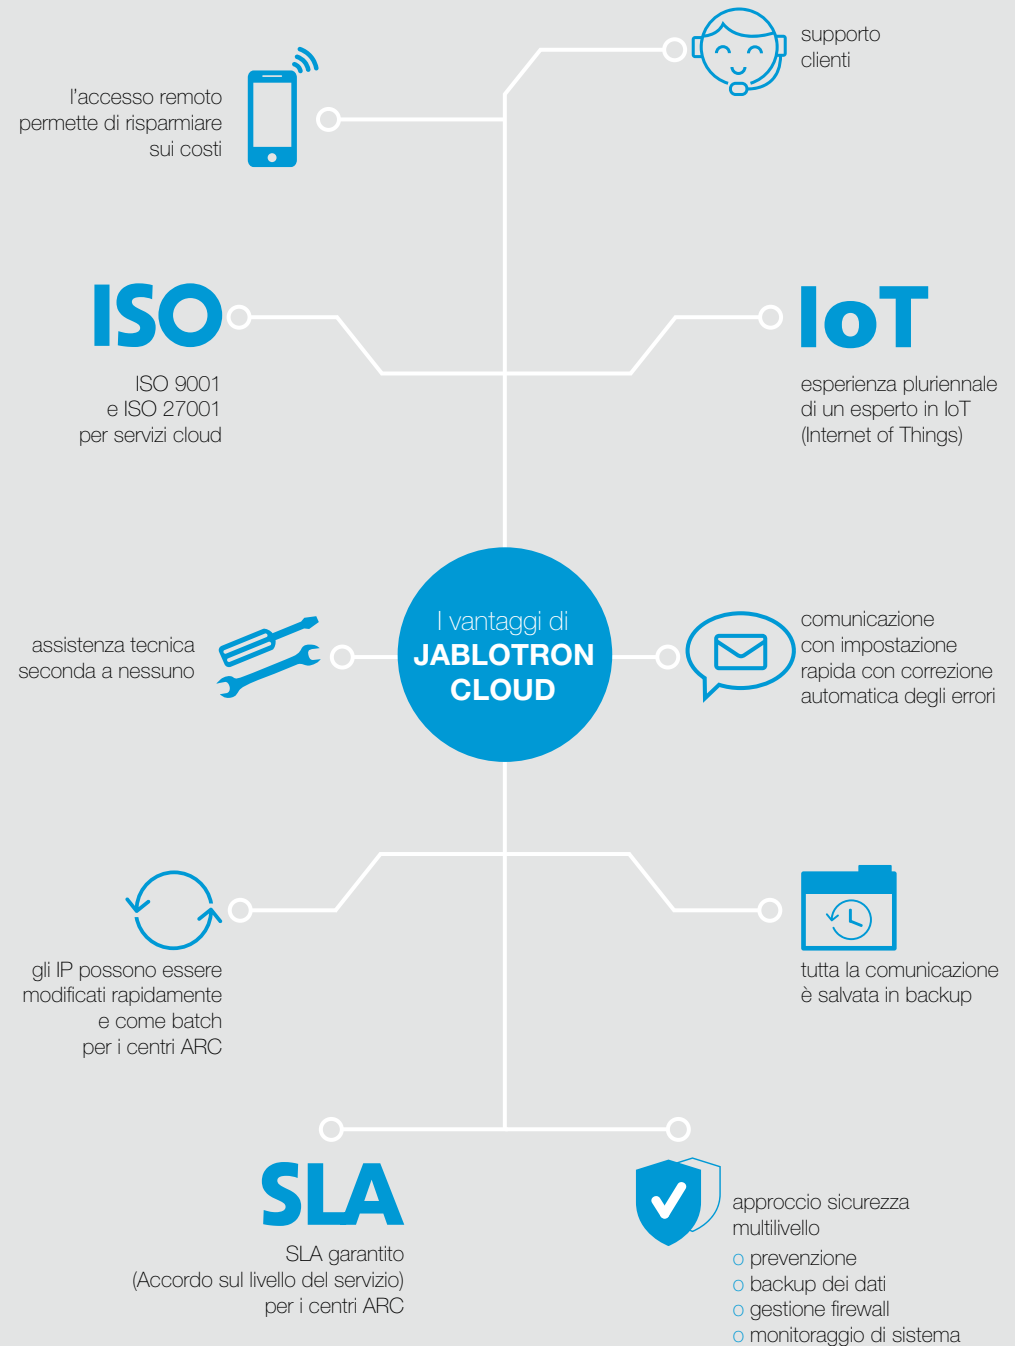 supporto
clienti
l'accesso remoto
permette di risparmiare
sui costi
ISO
ISO 9001
e ISO 27001
per servizi cloud
IoT
esperienza pluriennale
di un esperto in IoT
(Internet of Things)
I vantaggi di
JABLOTRON
CLOUD
assistenza tecnica
seconda a nessuno
comunicazione
con impostazione
rapida con correzione
automatica degli errori
gli IP possono essere
modificati rapidamente
e come batch
per i centri ARC
tutta la comunicazione
è salvata in backup
SLA
SLA garantito
(Accordo sul livello del servizio)
per i centri ARC
approccio sicurezza
multilivello
o prevenzione
o backup dei dati
o gestione firewall
o monitoraggio di sistema